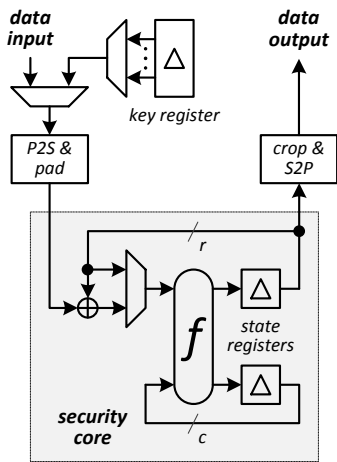 data
input
data
output
Δ
key register
P2S &
pad
crop &
S2P
r
Δ
f
state
registers
Δ
security
core
c